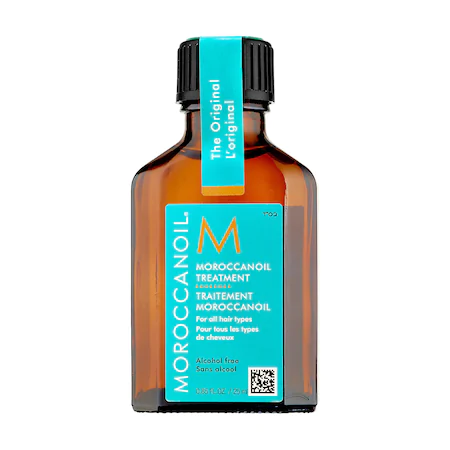 The Original
L'original
MOROCCANOIL®
M
MOROCCANOIL
TREATMENT
TRAITEMENT
MOROCCANOIL
For all hair types
Pour tous les types
de cheveux
Alcohol free
Sans alcool